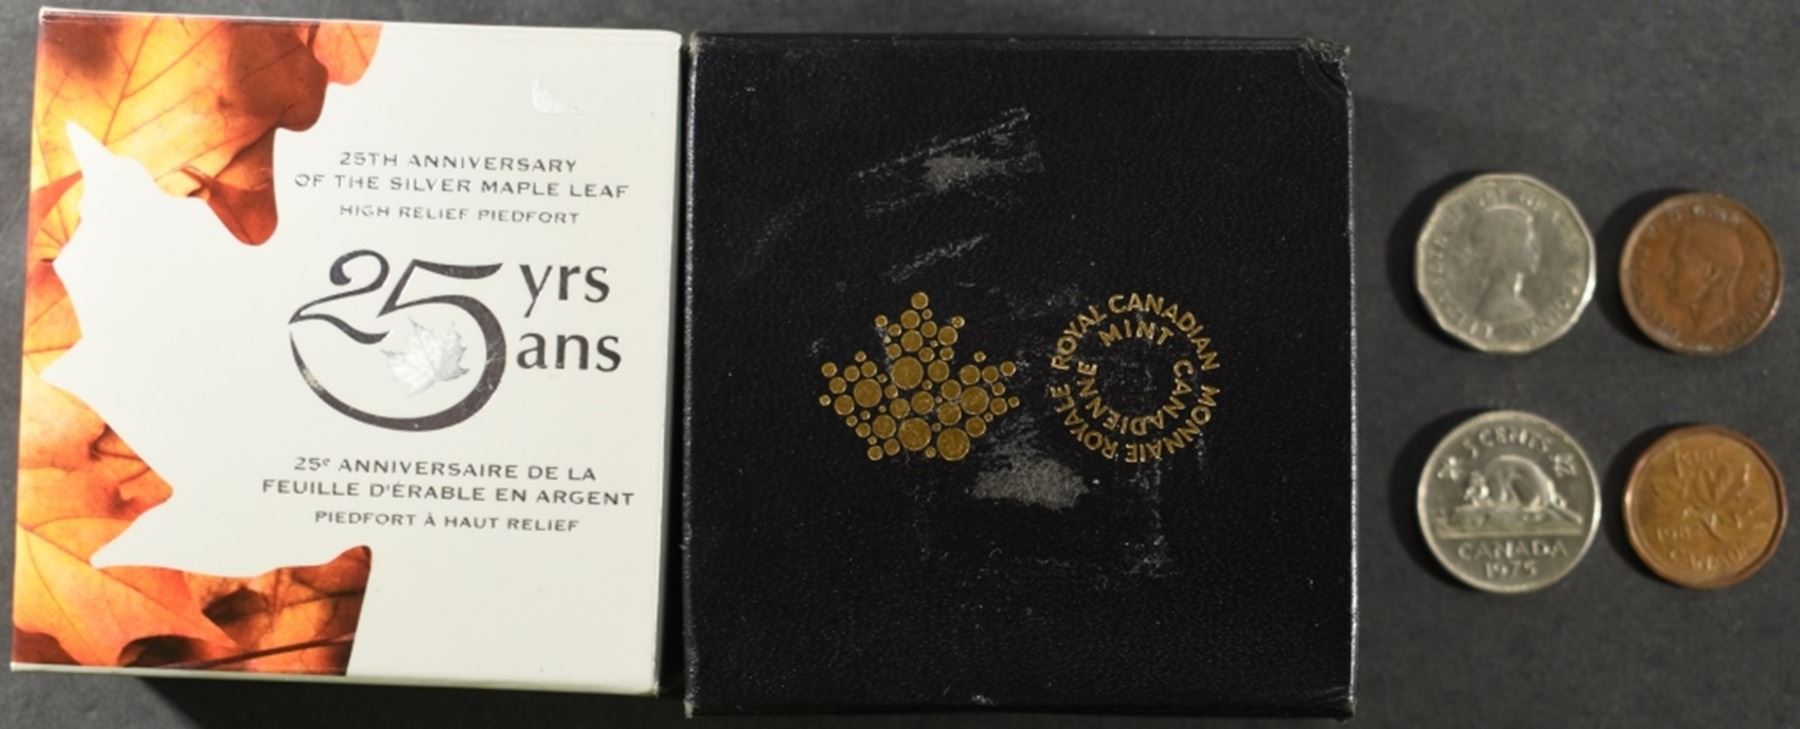 25TH ANNIVERSARY
OF THE SILVER MAPLE LEAF
HIGH RELIEF PIEDFORT
25 yrs
ans
25e ANNIVERSAIRE DE LA
FEUILLE D'ÉRABLE EN ARGENT
PIEDFORT À HAUT RELIEF
ROYAL CANADIAN
MINT
MONNAIE ROYALE
CANADIENNE
5 CENTS
CANADA
1975
CANADA